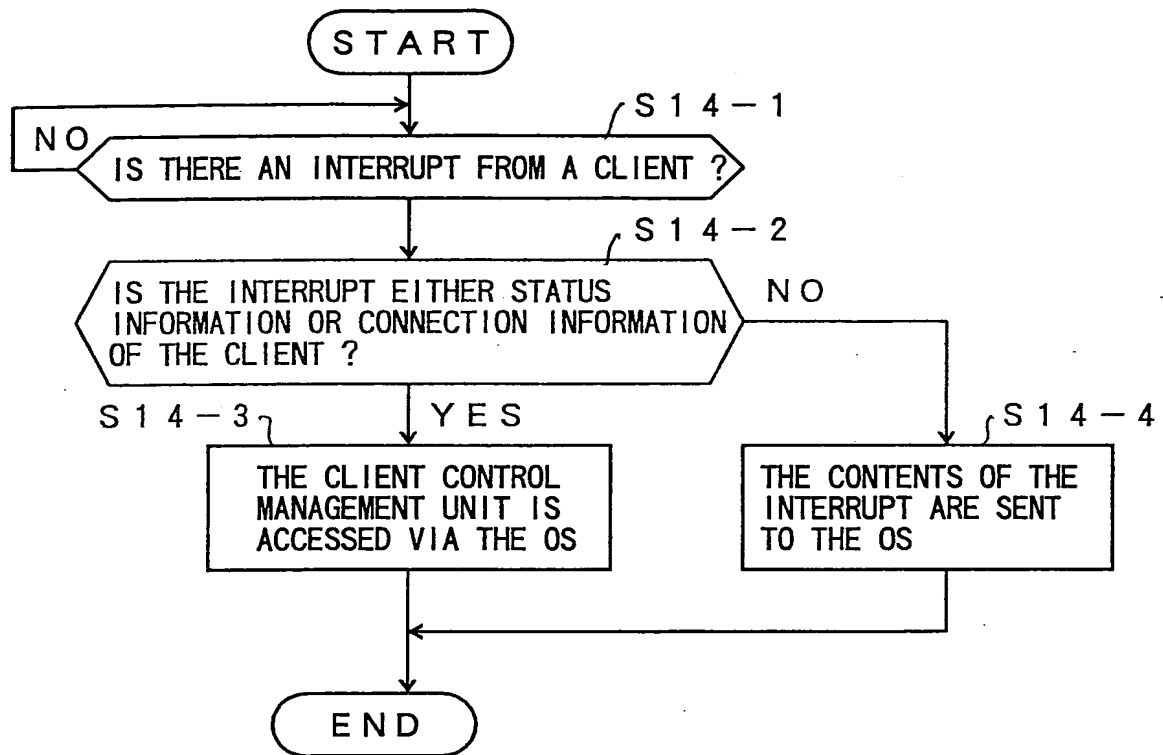 START
S14-1
NO
IS THERE AN INTERRUPT FROM A CLIENT ?
S14-2
IS THE INTERRUPT EITHER STATUS
INFORMATION OR CONNECTION INFORMATION
OF THE CLIENT ?
NO
S14-3
YES
S14-4
THE CLIENT CONTROL
MANAGEMENT UNIT IS
ACCESSED VIA THE OS
THE CONTENTS OF THE
INTERRUPT ARE SENT
TO THE OS
END